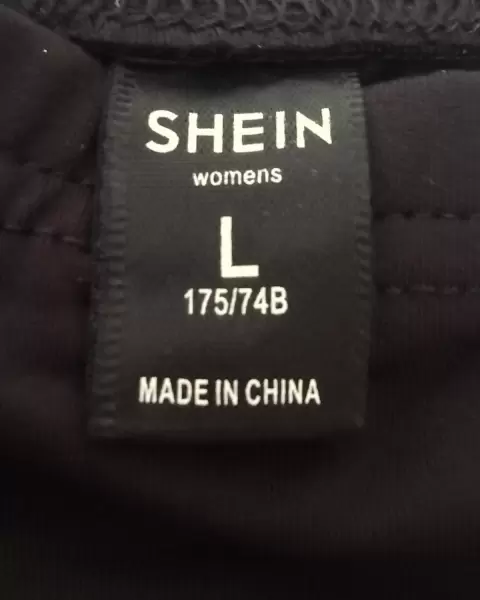 SHEIN
womens
L
175/74B
MADE IN CHINA